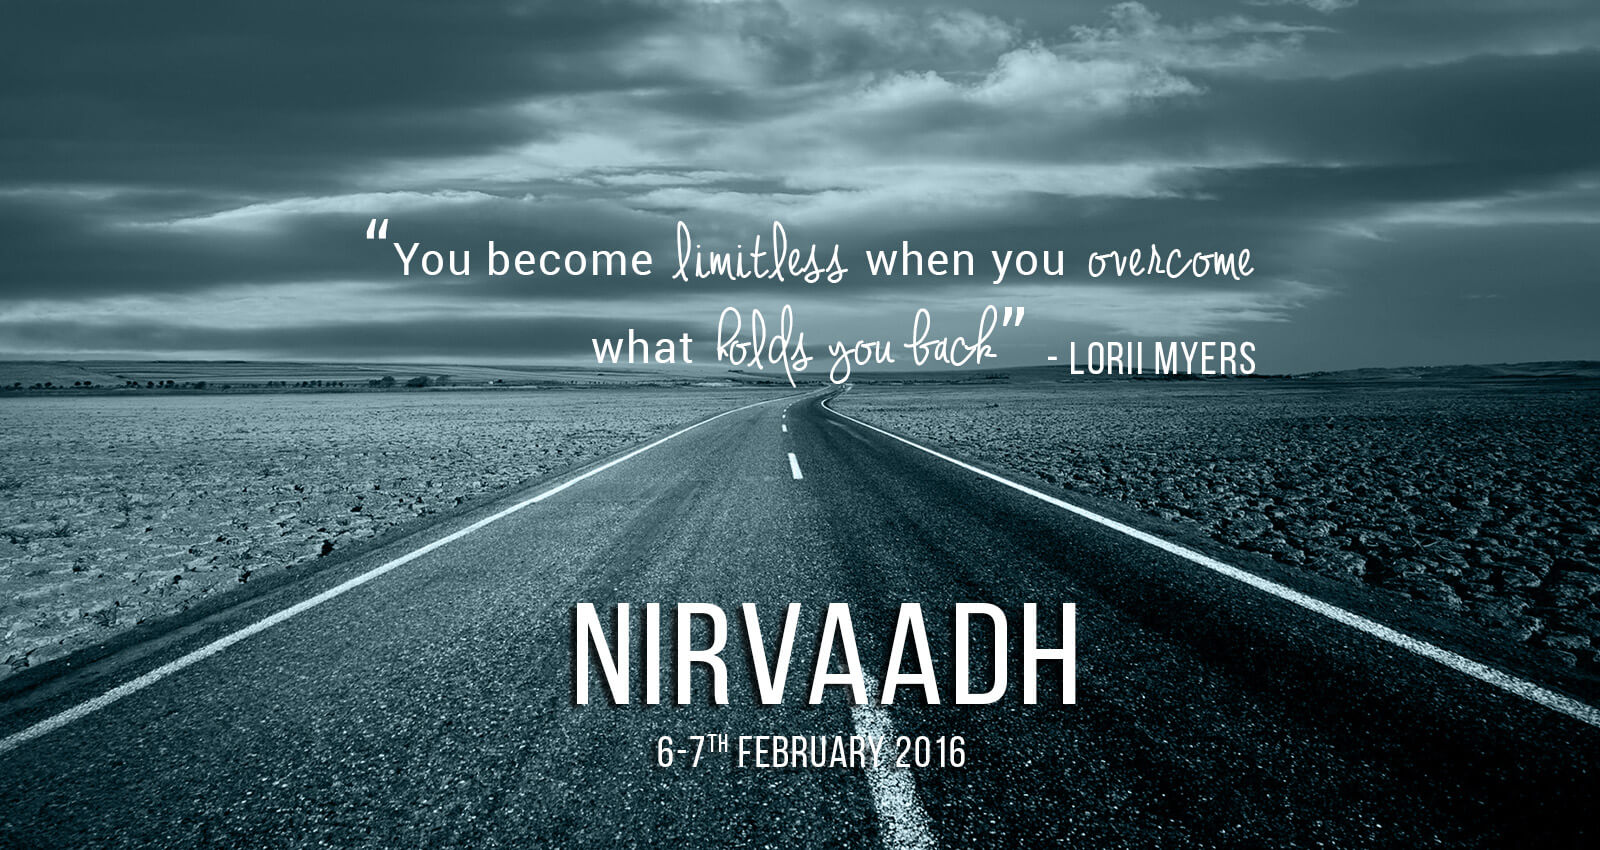 “You become limitless when you overcome
what holds you back” - LORII MYERS
NIRVAADH
6-7TH FEBRUARY 2016